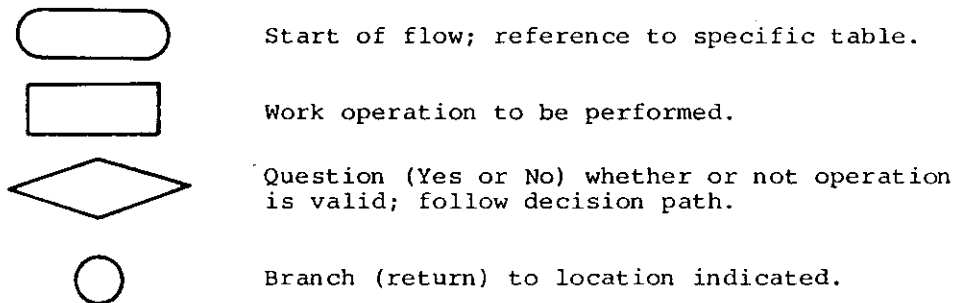 Start of flow; reference to specific table.
Work operation to be performed.
Question (Yes or No) whether or not operation
is valid; follow decision path.
Branch (return) to location indicated.